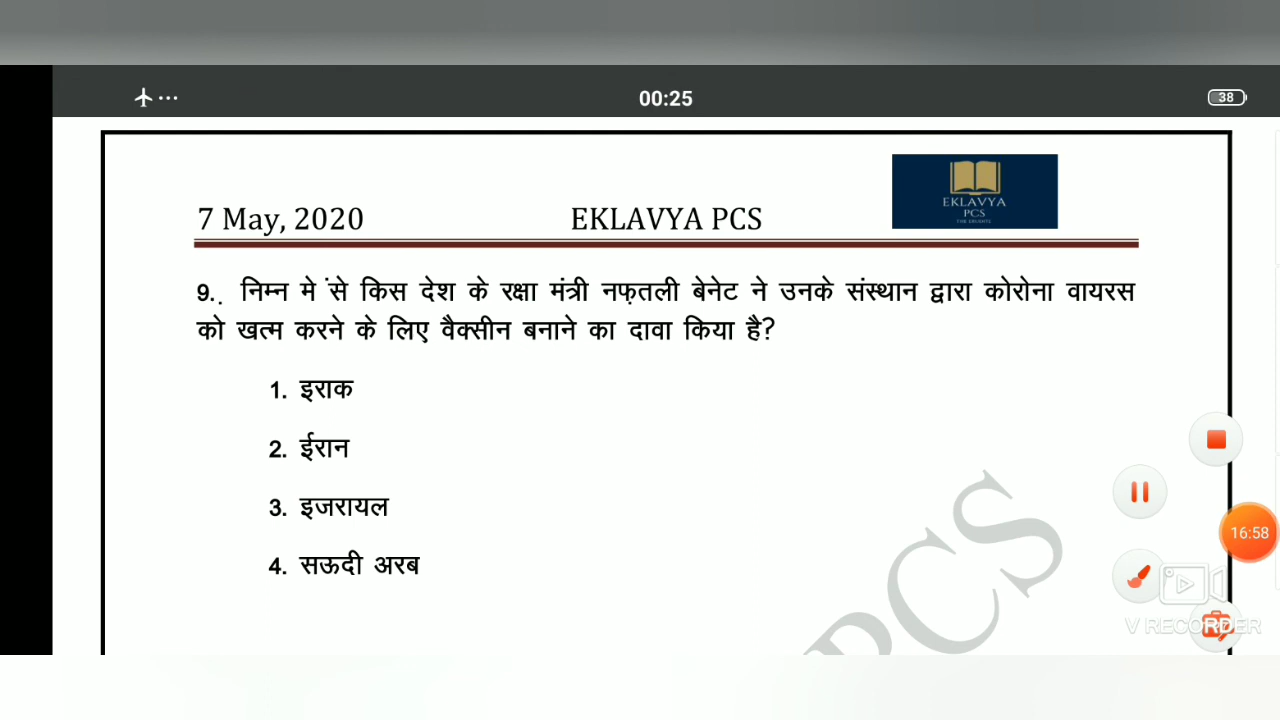 00:25
38
7 May, 2020 EKLAVYA PCS
EKLAVYA
PCS
9.. निम्न मे ंसे किस देश के रक्षा मंत्री नफ़तली बेनेट ने उनके संस्थान द्वारा कोरोना वायरस
को खत्म करने के लिए वैक्सीन बनाने का दावा किया है?
1. इराक
2. ईरान
3. इजरायल
4. सऊदी अरब
16:58
PCS
V RECORDER